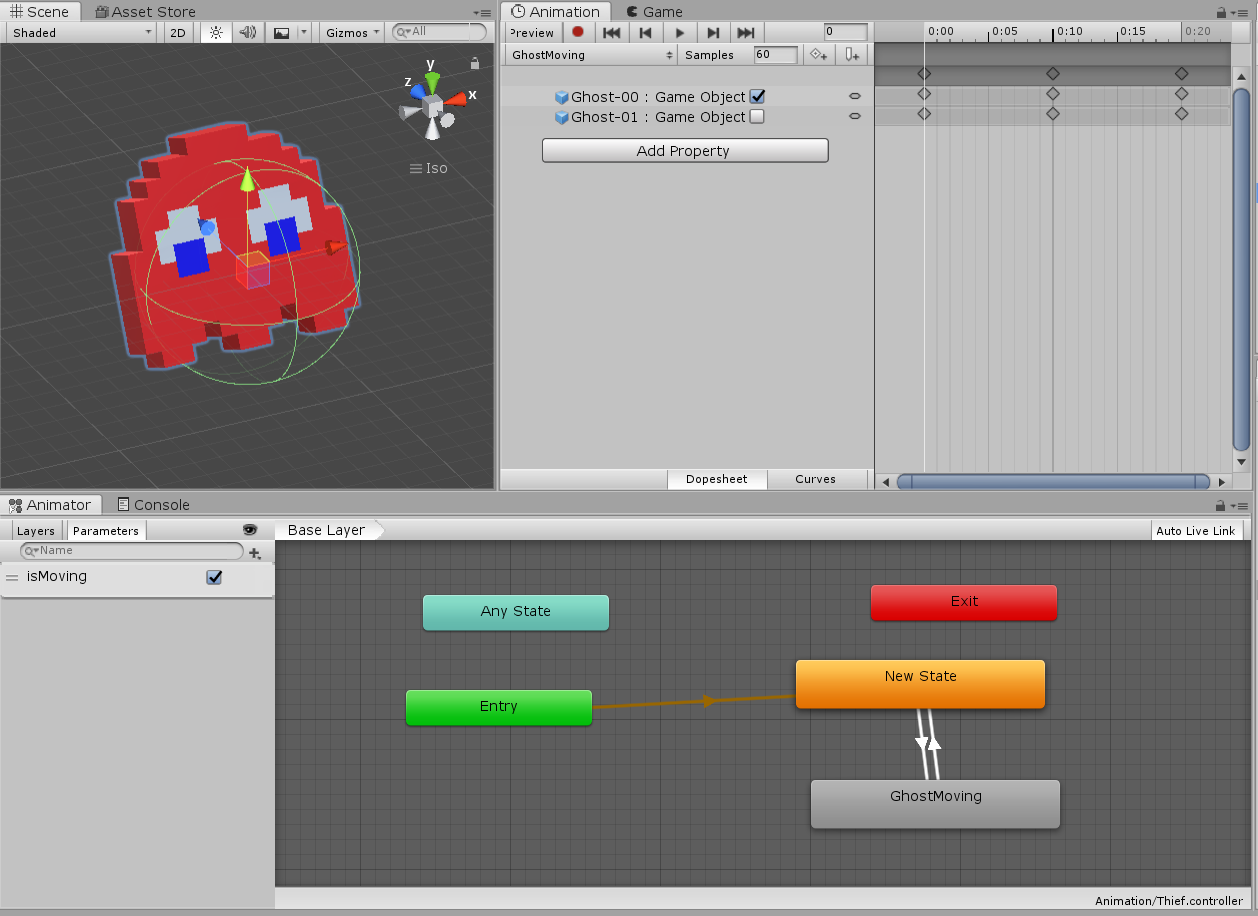 Scene Asset Store
Shaded 2D Gizmos All
y
z
x
Iso
Animation Game
Preview 0
GhostMoving Samples 60
0:00 0:05 0:10 0:15 0:20
Ghost-00 : Game Object
Ghost-01 : Game Object
Add Property
Dopesheet Curves
Animator Console
Layers Parameters
Name
isMoving
Base Layer Auto Live Link
Any State
Exit
New State
Entry
GhostMoving
Animation/Thief.controller